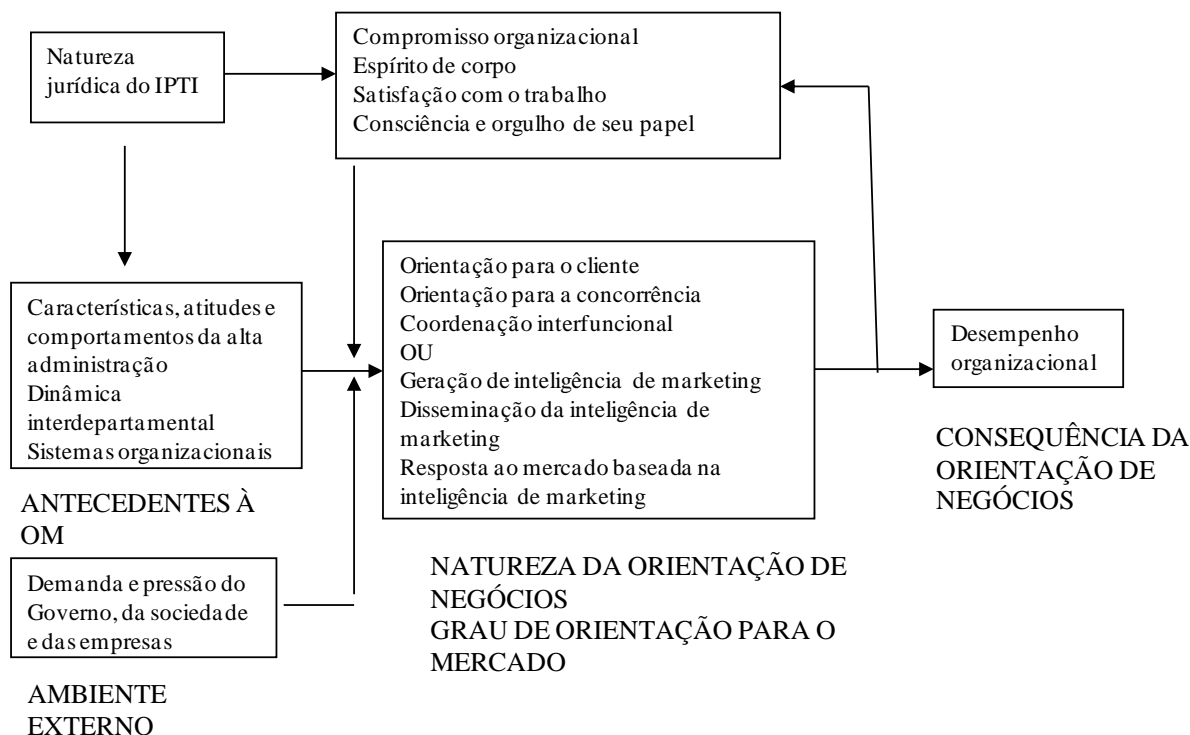 Natureza
jurídica do IPTI
Compromisso organizacional
Espírito de corpo
Satisfação com o trabalho
Consciência e orgulho de seu papel
Características, atitudes e
comportamentos da alta
administração
Dinâmica
interdepartamental
Sistemas organizacionais
ANTECEDENTES À
OM
Orientação para o cliente
Orientação para a concorrência
Coordenação interfuncional
OU
Geração de inteligência de marketing
Disseminação da inteligência de
marketing
Resposta ao mercado baseada na
inteligência de marketing
Desempenho
organizacional
CONSEQUÊNCIA DA
ORIENTAÇÃO DE
NEGÓCIOS
Demanda e pressão do
Governo, da sociedade
e das empresas
AMBIENTE
EXTERNO
NATUREZA DA ORIENTAÇÃO DE
NEGÓCIOS
GRAU DE ORIENTAÇÃO PARA O
MERCADO